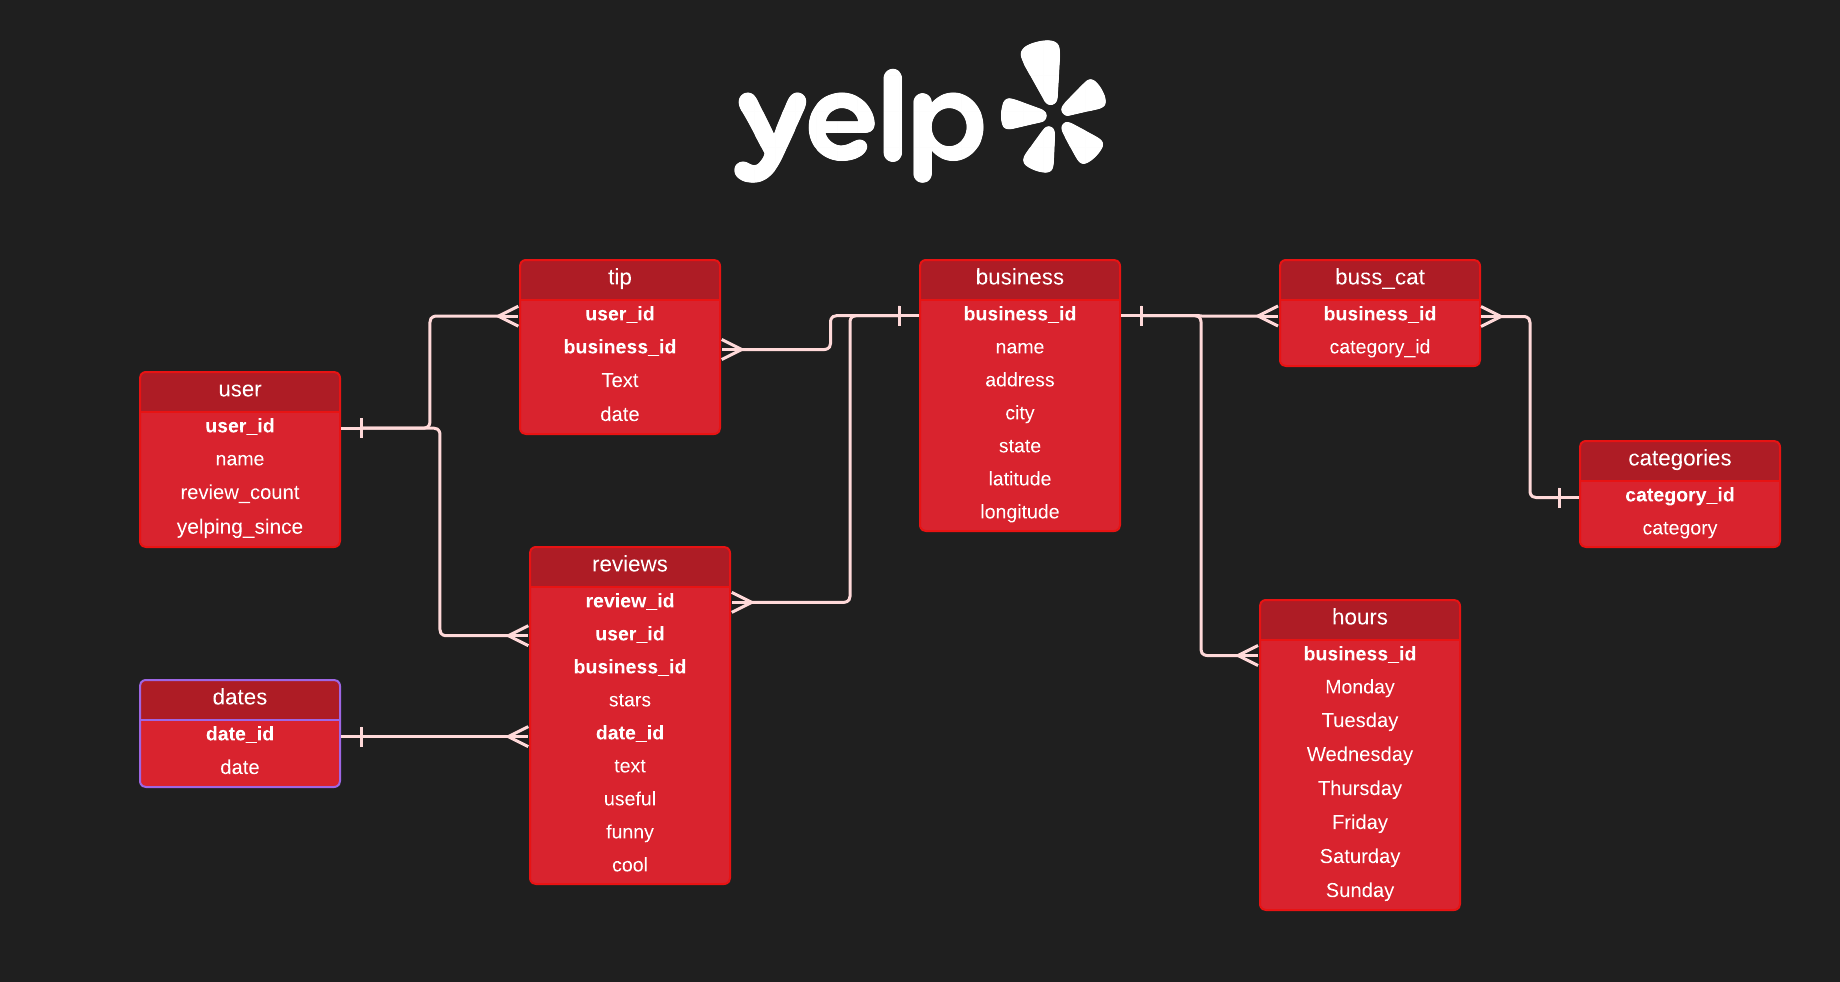 yelp
tip
user_id
business_id
Text
date
business
business_id
name
address
city
state
latitude
longitude
buss_cat
business_id
category_id
user
user_id
name
review_count
yelping_since
categories
category_id
category
reviews
review_id
user_id
business_id
stars
date_id
text
useful
funny
cool
hours
business_id
Monday
Tuesday
Wednesday
Thursday
Friday
Saturday
Sunday
dates
date_id
date